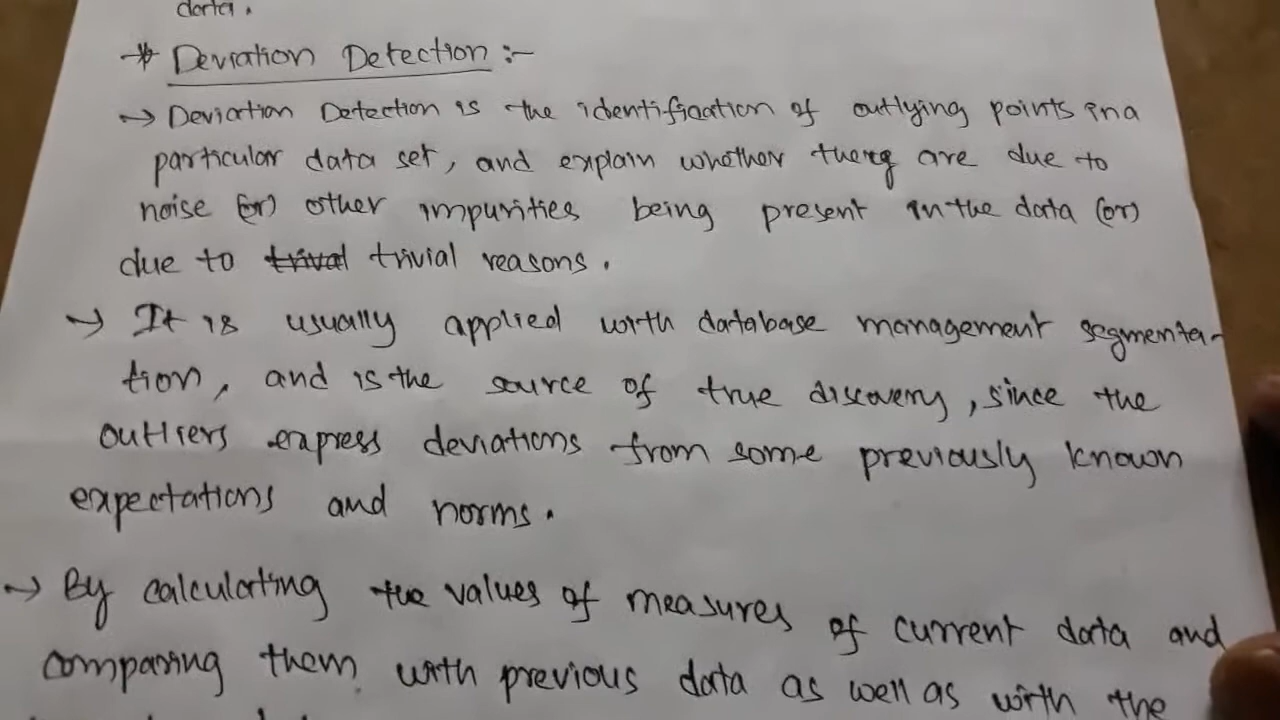 data.
* Deviation Detection :-
→ Deviation Detection is the identification of outlying points in a
particular data set, and explain whether there are due to
noise (or) other impurities being present in the data (or)
due to trival trivial reasons.
→ It is usually applied with database management segmenta-
tion, and is the source of true discovery, since the
outliers express deviations from some previously known
expectations and norms.
→ By calculating the values of measures of current data and
comparing them with previous data as well as with the